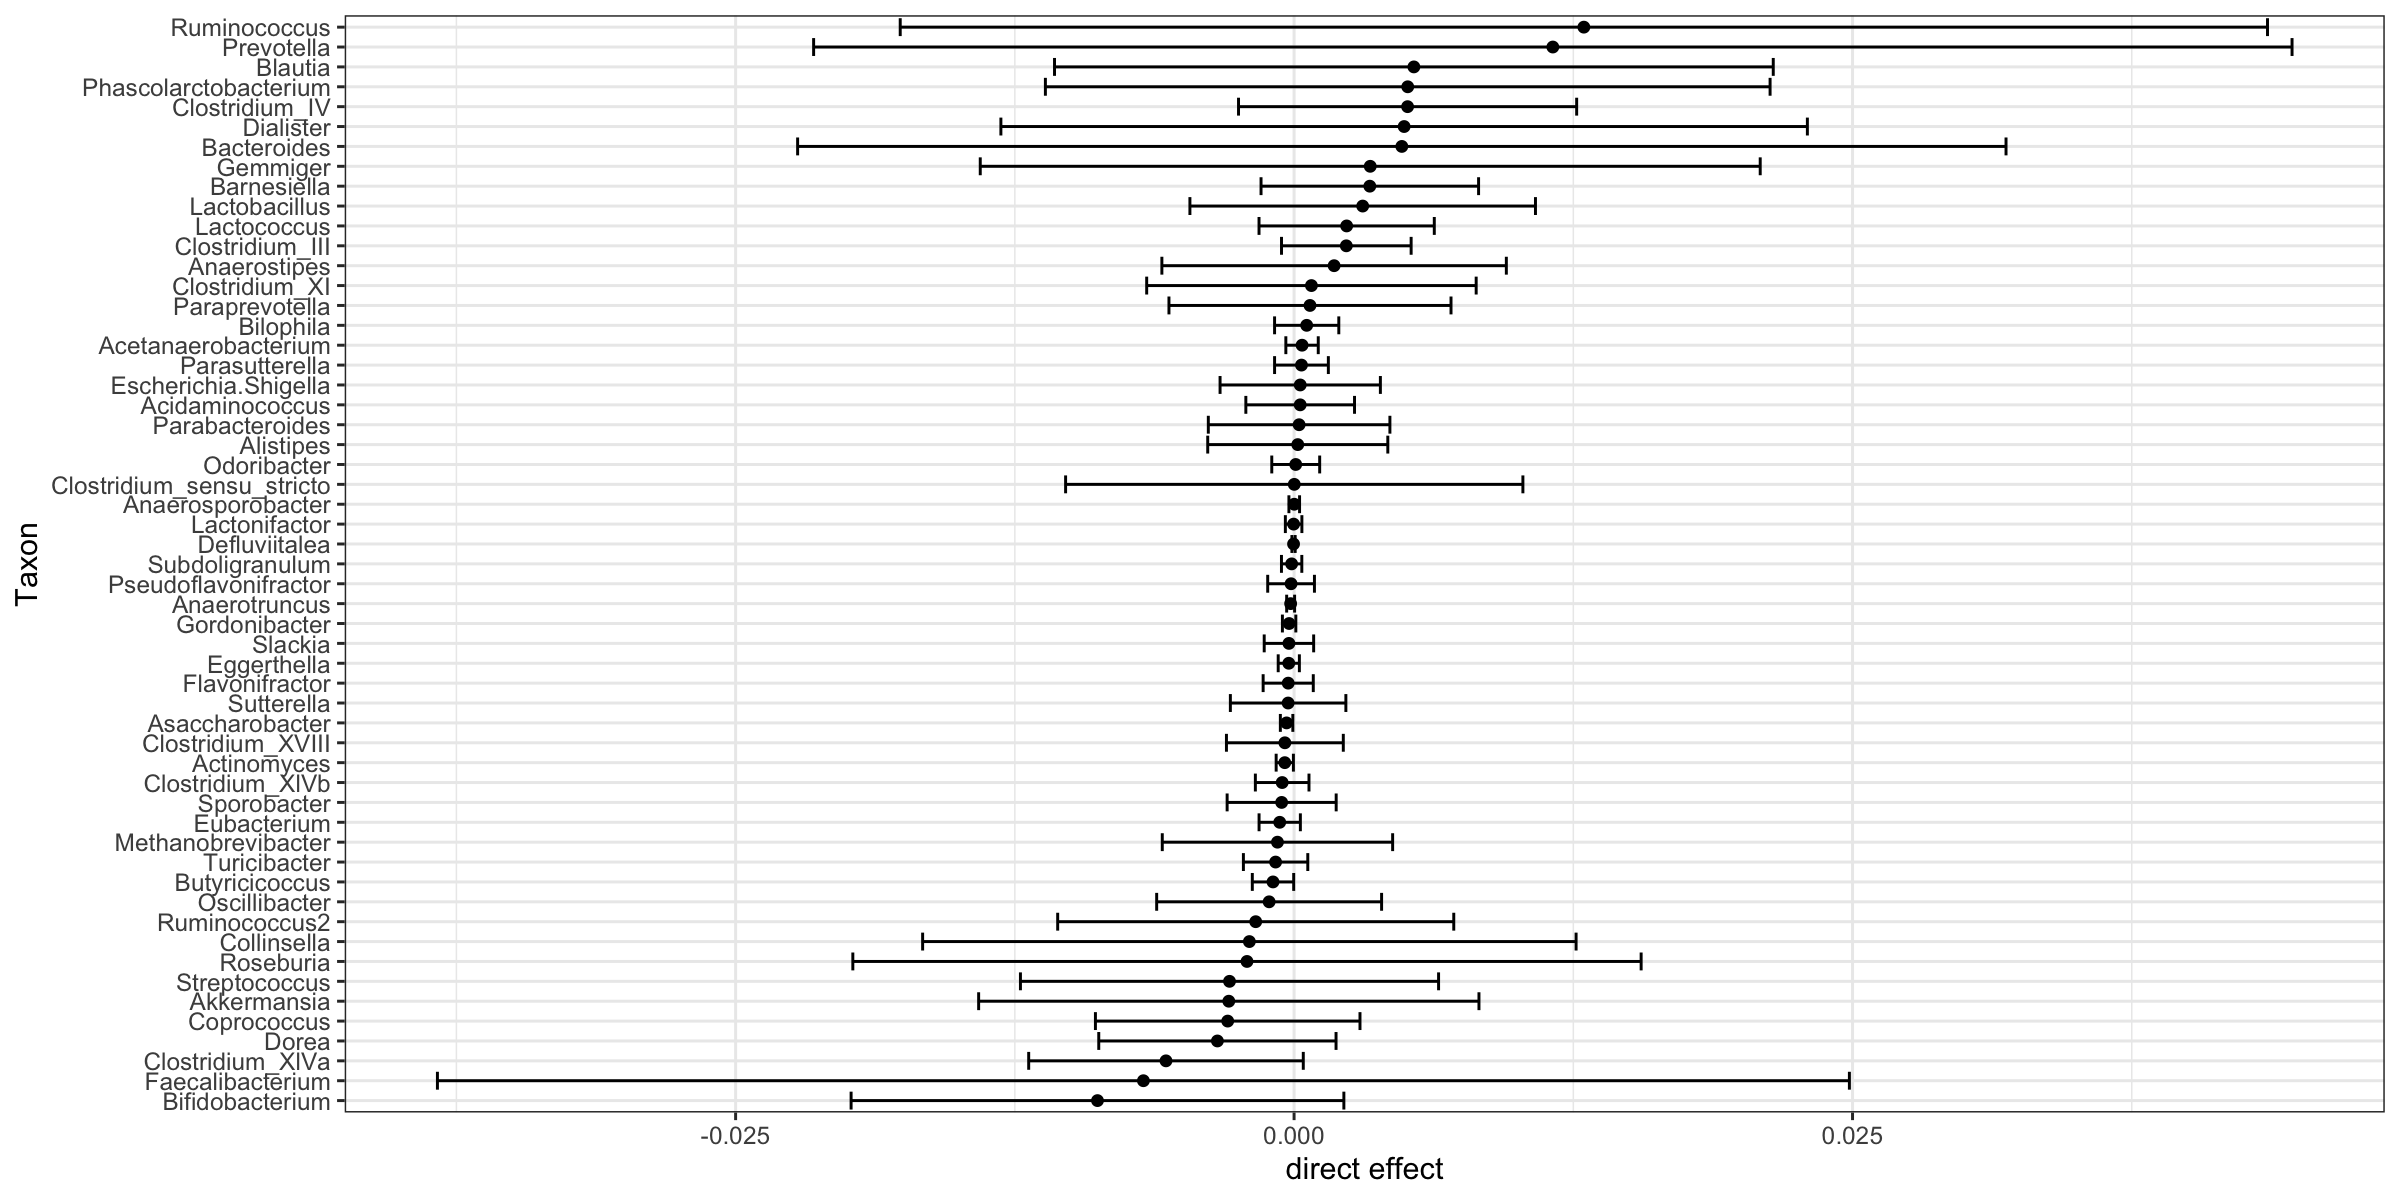 Taxon
Ruminococcus
Prevotella
Blautia
Phascolarctobacterium
Clostridium_IV
Dialister
Bacteroides
Gemmiger
Barnesiella
Lactobacillus
Lactococcus
Clostridium_III
Anaerostipes
Clostridium_XI
Paraprevotella
Bilophila
Acetanaerobacterium
Parasutterella
Escherichia.Shigella
Acidaminococcus
Parabacteroides
Alistipes
Odoribacter
Clostridium_sensu_stricto
Anaerosporobacter
Lactonifactor
Defluviitalea
Subdoligranulum
Pseudoflavonifractor
Anaerotruncus
Gordonibacter
Slackia
Eggerthella
Flavonifractor
Sutterella
Asaccharobacter
Clostridium_XVIII
Actinomyces
Clostridium_XlVb
Sporobacter
Eubacterium
Methanobrevibacter
Turicibacter
Butyricicoccus
Oscillibacter
Ruminococcus2
Collinsella
Roseburia
Streptococcus
Akkermansia
Coprococcus
Dorea
Clostridium_XlVa
Faecalibacterium
Bifidobacterium
-0.025 0.000 0.025
direct effect